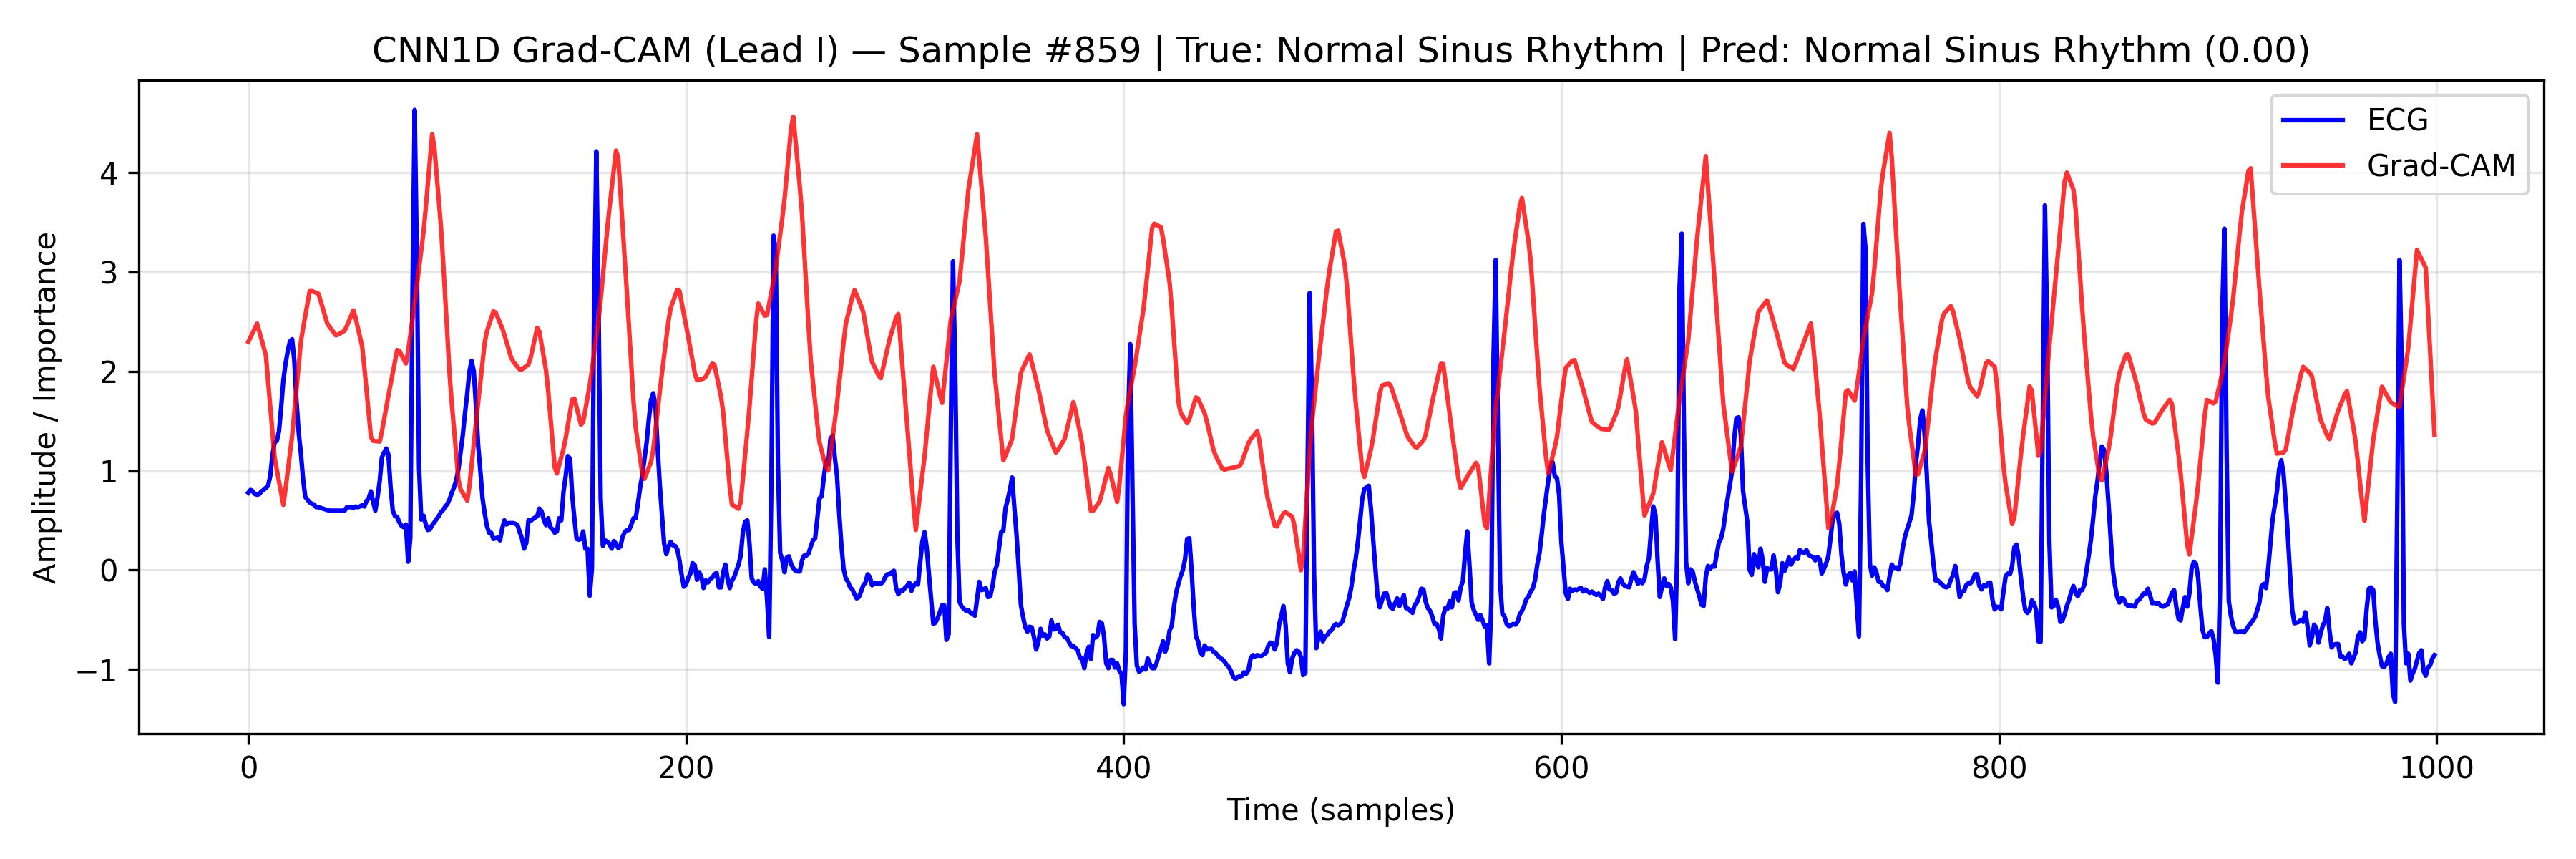 CNN1D Grad-CAM (Lead I) — Sample #859 | True: Normal Sinus Rhythm | Pred: Normal Sinus Rhythm (0.00)
ECG
Grad-CAM
Amplitude / Importance
4
3
2
1
0
−1
0
200
400
600
800
1000
Time (samples)